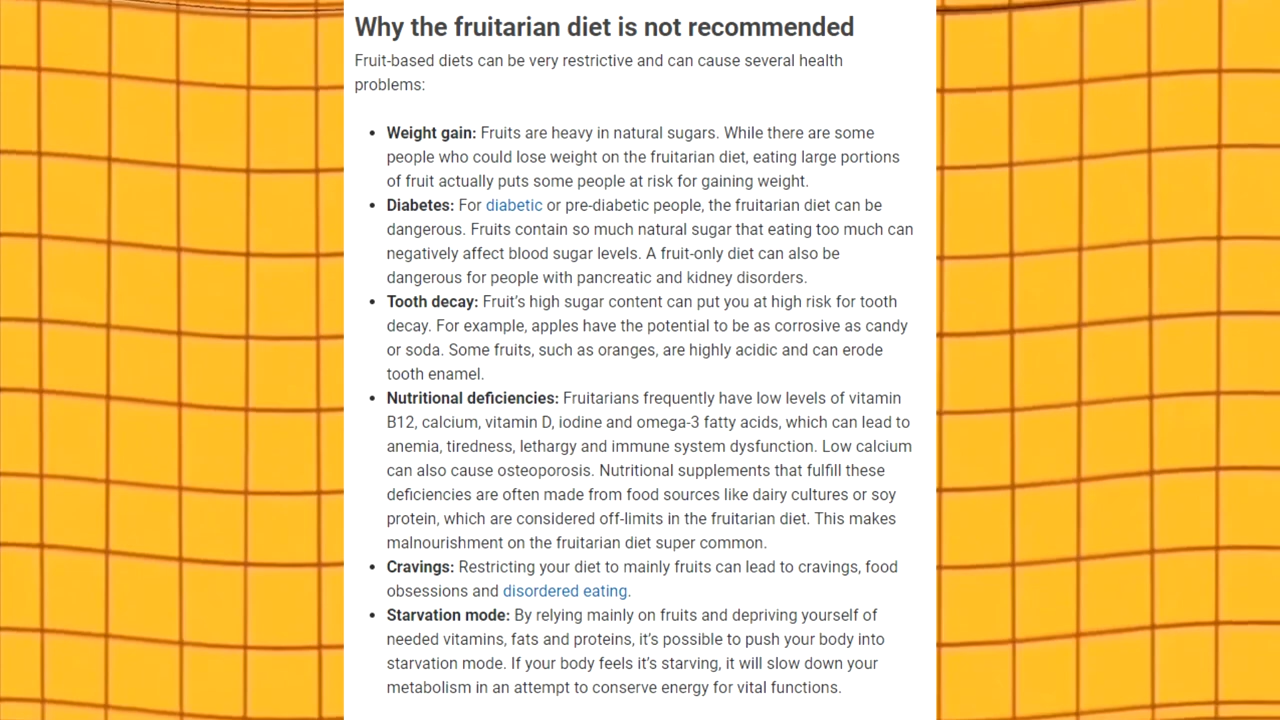 Why the fruitarian diet is not recommended
Fruit-based diets can be very restrictive and can cause several health
problems:
• Weight gain: Fruits are heavy in natural sugars. While there are some
people who could lose weight on the fruitarian diet, eating large portions
of fruit actually puts some people at risk for gaining weight.
• Diabetes: For diabetic or pre-diabetic people, the fruitarian diet can be
dangerous. Fruits contain so much natural sugar that eating too much can
negatively affect blood sugar levels. A fruit-only diet can also be
dangerous for people with pancreatic and kidney disorders.
• Tooth decay: Fruit’s high sugar content can put you at high risk for tooth
decay. For example, apples have the potential to be as corrosive as candy
or soda. Some fruits, such as oranges, are highly acidic and can erode
tooth enamel.
• Nutritional deficiencies: Fruitarians frequently have low levels of vitamin
B12, calcium, vitamin D, iodine and omega-3 fatty acids, which can lead to
anemia, tiredness, lethargy and immune system dysfunction. Low calcium
can also cause osteoporosis. Nutritional supplements that fulfill these
deficiencies are often made from food sources like dairy cultures or soy
protein, which are considered off-limits in the fruitarian diet. This makes
malnourishment on the fruitarian diet super common.
• Cravings: Restricting your diet to mainly fruits can lead to cravings, food
obsessions and disordered eating.
• Starvation mode: By relying mainly on fruits and depriving yourself of
needed vitamins, fats and proteins, it’s possible to push your body into
starvation mode. If your body feels it’s starving, it will slow down your
metabolism in an attempt to conserve energy for vital functions.